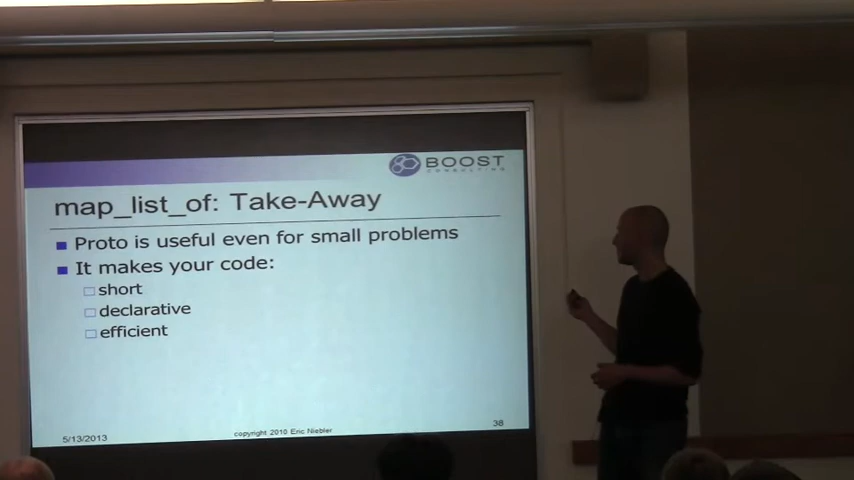 BOOST
CONSULTING
map_list_of: Take-Away
Proto is useful even for small problems
It makes your code:
short
declarative
efficient
5/13/2013
copyright 2010 Eric Niebler
38